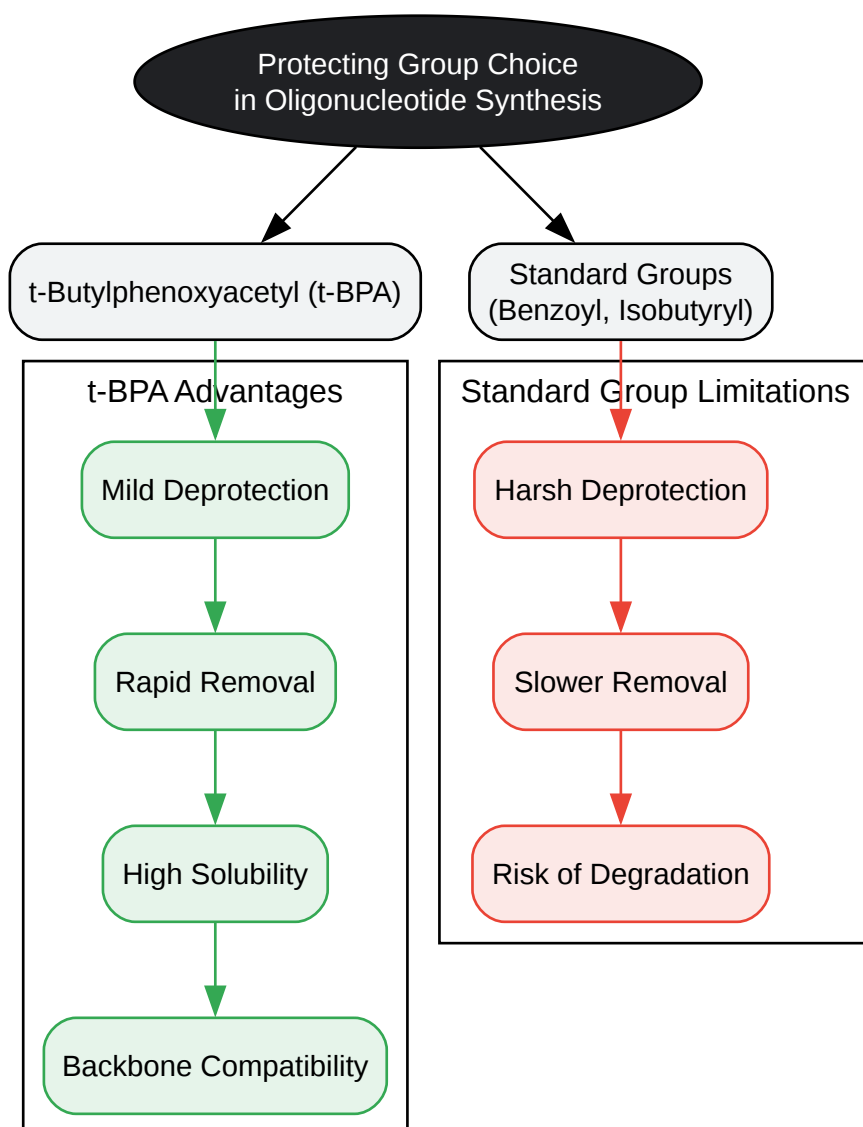 Protecting Group Choice
in Oligonucleotide Synthesis
t-Butylphenoxyacetyl (t-BPA)
Standard Groups
(Benzoyl, Isobutyryl)
t-BPA Advantages
Standard Group Limitations
Mild Deprotection
Harsh Deprotection
Rapid Removal
Slower Removal
High Solubility
Risk of Degradation
Backbone Compatibility